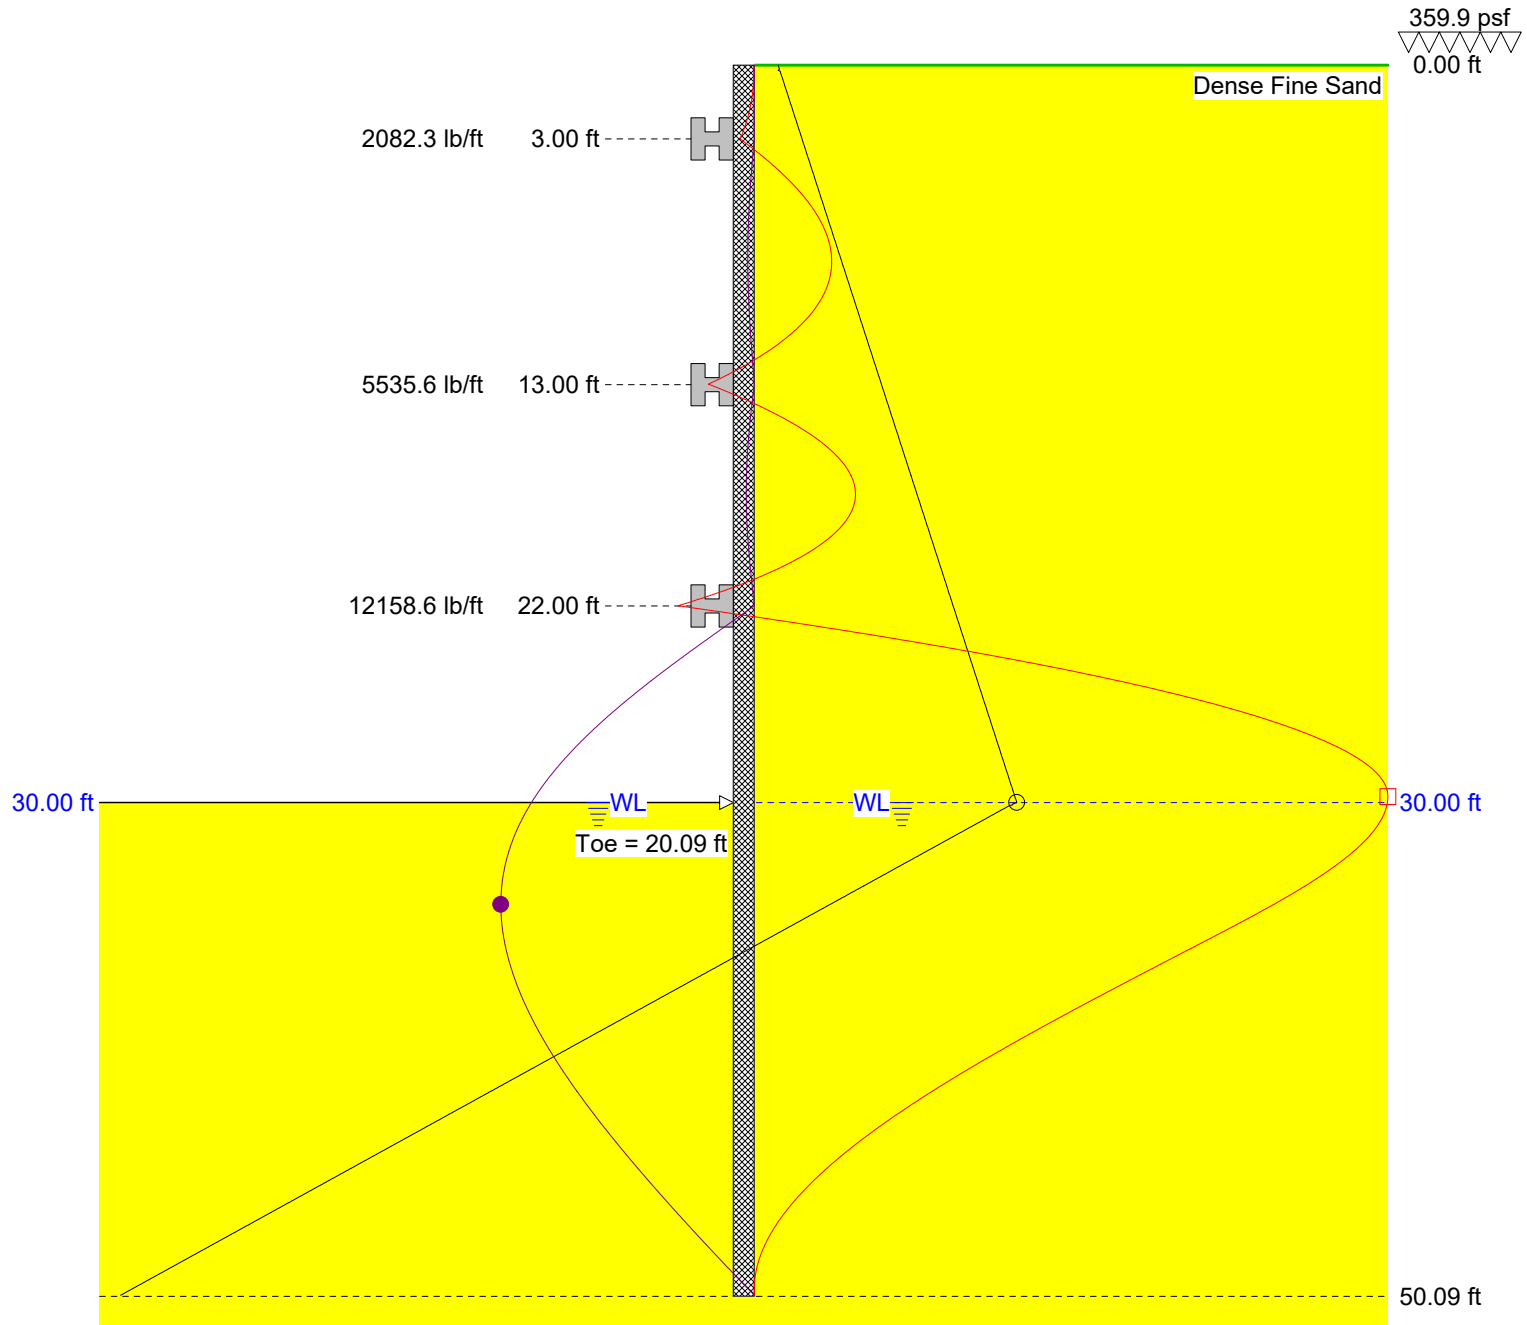 359.9 psf
0.00 ft
Dense Fine Sand
2082.3 lb/ft 3.00 ft
5535.6 lb/ft 13.00 ft
12158.6 lb/ft 22.00 ft
30.00 ft WL WL 30.00 ft
Toe = 20.09 ft
50.09 ft